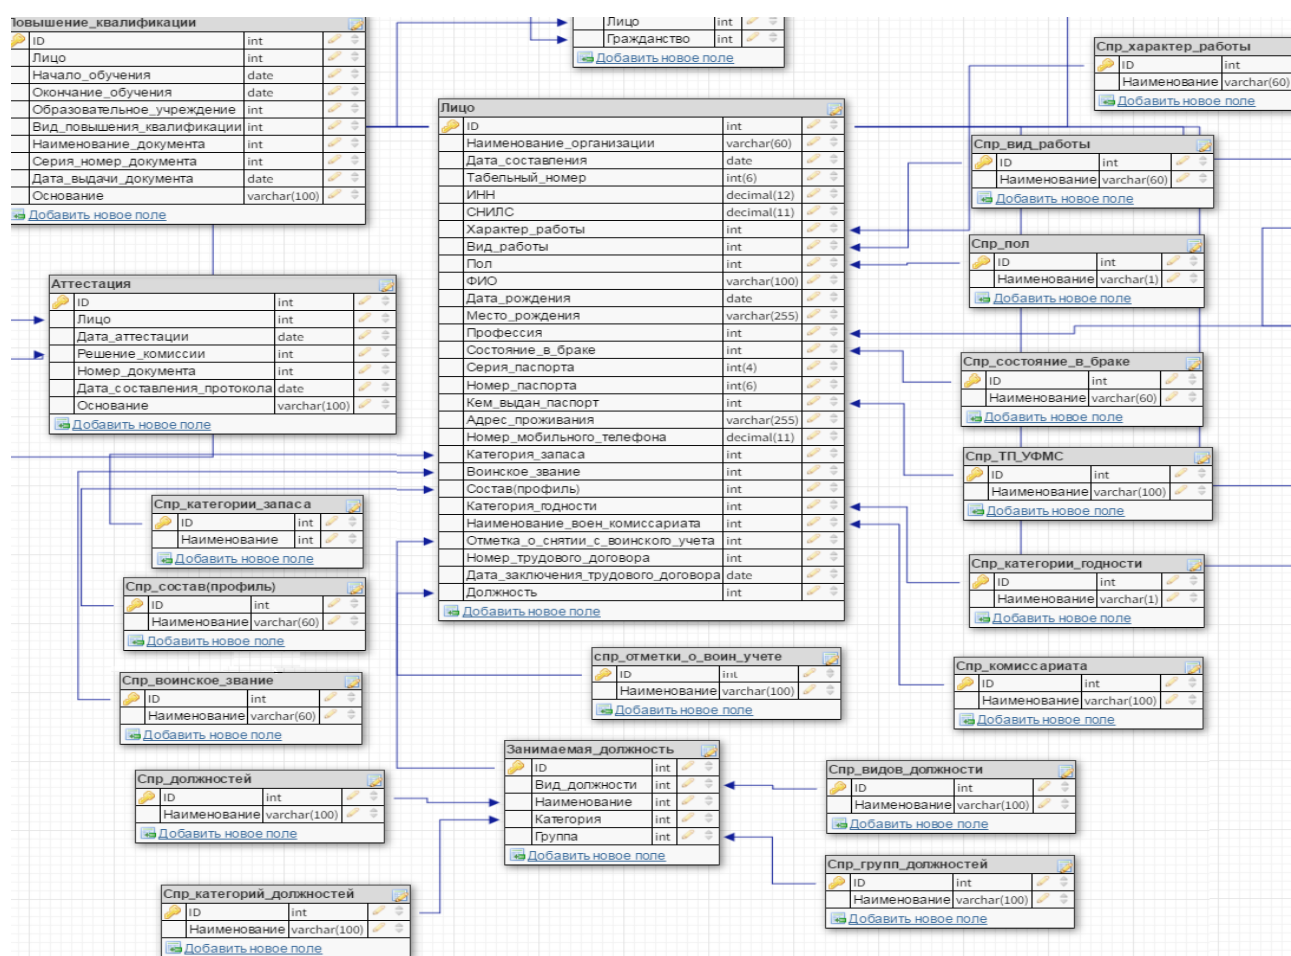 Повышение_квалификации
ID int
Лицо int
Начало_обучения date
Окончание_обучения date
Образовательное_учреждение int
Вид_повышения_квалификации int
Наименование_документа int
Серия_номер_документа int
Дата_выдачи_документа date
Основание varchar(100)
Добавить новое поле
Лицо int
Гражданство int
Добавить новое поле
Спр_характер_работы
ID int
Наименование varchar(60)
Добавить новое поле
Лицо
ID int
Наименование_организации varchar(60)
Дата_составления date
Табельный_номер int(6)
ИНН decimal(12)
СНИЛС decimal(11)
Характер_работы int
Вид_работы int
Пол int
ФИО varchar(100)
Дата_рождения date
Место_рождения varchar(255)
Профессия int
Состояние_в_браке int
Серия_паспорта int(4)
Номер_паспорта int(6)
Кем_выдан_паспорт int
Адрес_проживания varchar(255)
Номер_мобильного_телефона decimal(11)
Категория_запаса int
Воинское_звание int
Состав(профиль) int
Категория_годности int
Наименование_воен_комиссариата int
Отметка_о_снятии_с_воинского_учета int
Номер_трудового_договора int
Дата_заключения_трудового_договора date
Должность int
Добавить новое поле
Спр_вид_работы
ID int
Наименование varchar(60)
Добавить новое поле
Спр_пол
ID int
Наименование varchar(1)
Добавить новое поле
Аттестация
ID int
Лицо int
Дата_аттестации date
Решение_комиссии int
Номер_документа int
Дата_составления_протокола date
Основание varchar(100)
Добавить новое поле
Спр_состояние_в_браке
ID int
Наименование varchar(60)
Добавить новое поле
Спр_ТП_УФМС
ID int
Наименование varchar(100)
Добавить новое поле
Спр_категории_запаса
ID int
Наименование int
Добавить новое поле
Спр_категории_годности
ID int
Наименование varchar(1)
Добавить новое поле
Спр_состав(профиль)
ID int
Наименование varchar(60)
Добавить новое поле
спр_отметки_о_воин_учете
ID int
Наименование varchar(100)
Добавить новое поле
Спр_комиссариата
ID int
Наименование varchar(100)
Добавить новое поле
Спр_воинское_звание
ID int
Наименование varchar(60)
Добавить новое поле
Занимаемая_должность
ID int
Вид_должности int
Наименование int
Категория int
Группа int
Добавить новое поле
Спр_должностей
ID int
Наименование varchar(100)
Добавить новое поле
Спр_видов_должности
ID int
Наименование varchar(100)
Добавить новое поле
Спр_групп_должностей
ID int
Наименование varchar(100)
Добавить новое поле
Спр_категорий_должностей
ID int
Наименование varchar(100)
Добавить новое поле